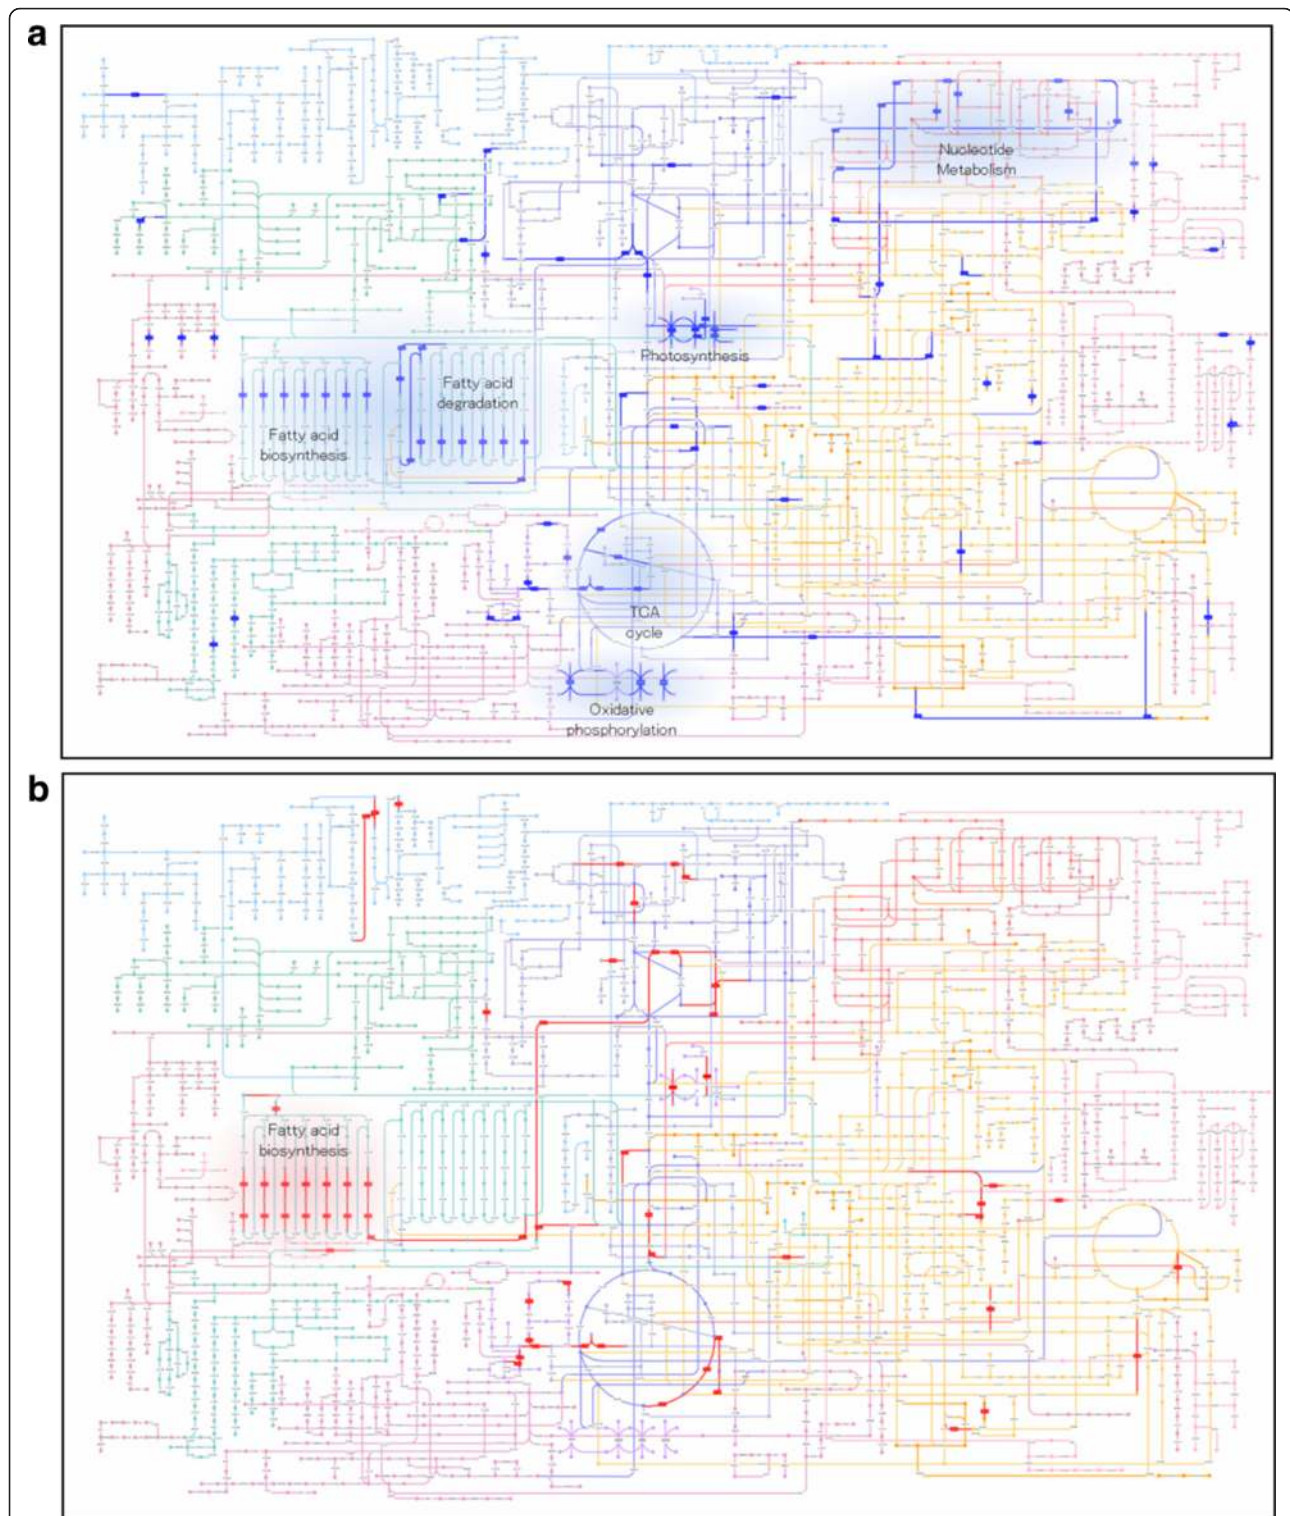 a
Nucleotide
Metabolism
Photosynthesis
Fatty acid
degradation
Fatty acid
biosynthesis
TCA
cycle
Oxidative
phosphorylation
b
Fatty acid
biosynthesis